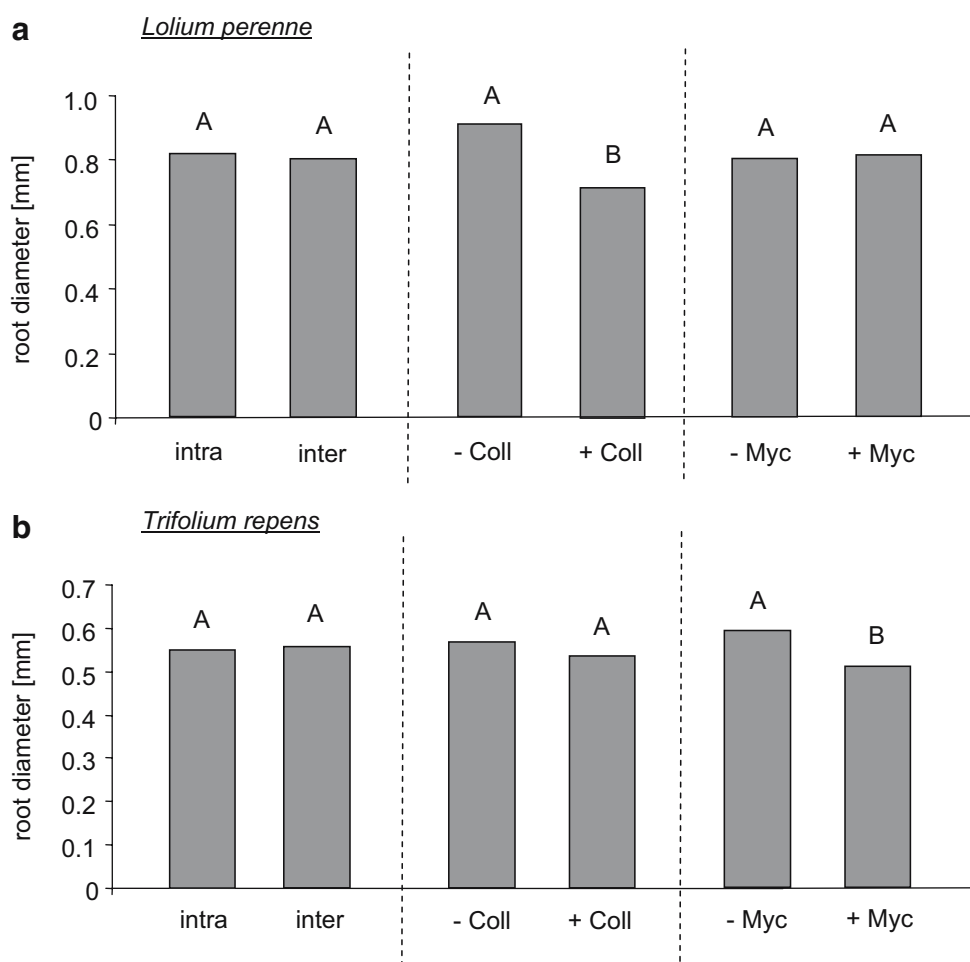 a
Lolium perenne
root diameter [mm]
1.0
0.8
0.6
0.4
0.2
0
A
A
A
B
A
A
intra
inter
- Coll
+ Coll
- Myc
+ Myc
b
Trifolium repens
root diameter [mm]
0.7
0.6
0.5
0.4
0.3
0.2
0.1
0
A
A
A
A
A
B
intra
inter
- Coll
+ Coll
- Myc
+ Myc